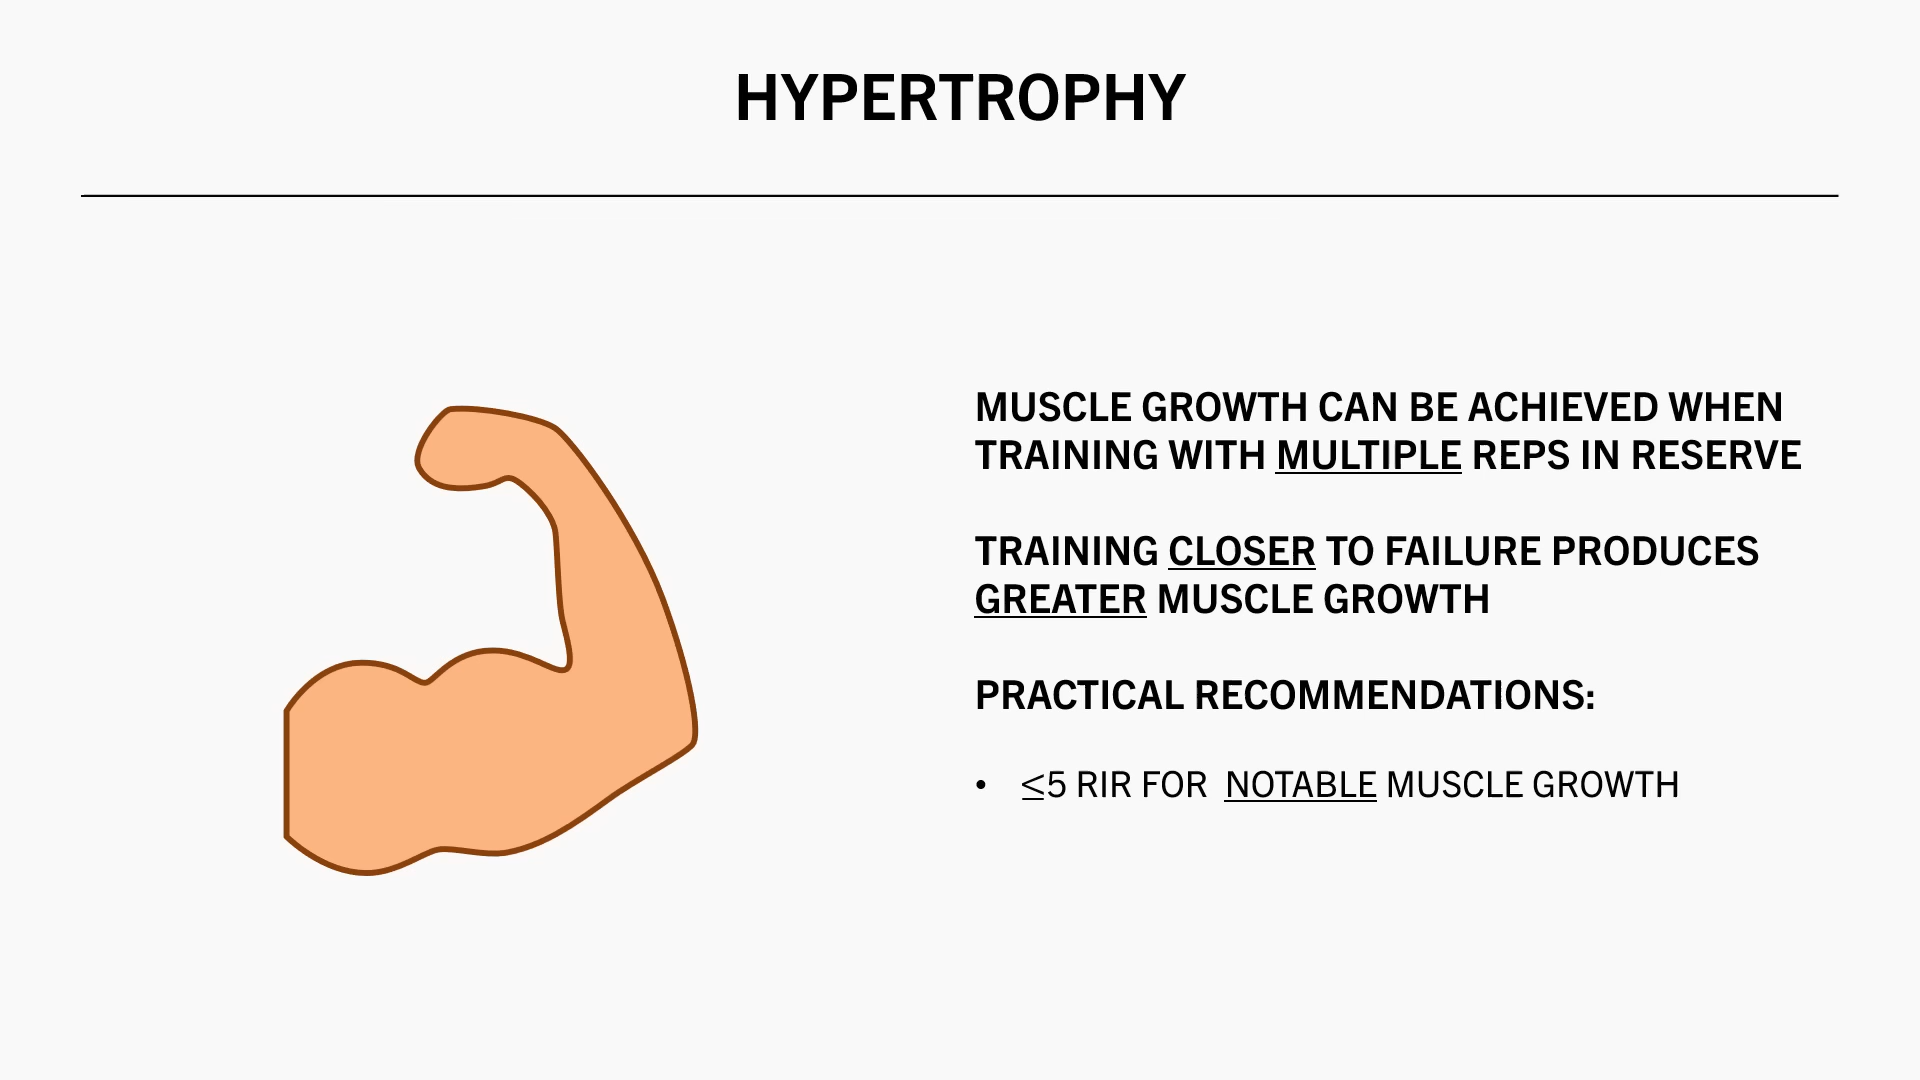 HYPERTROPHY
MUSCLE GROWTH CAN BE ACHIEVED WHEN
TRAINING WITH MULTIPLE REPS IN RESERVE
TRAINING CLOSER TO FAILURE PRODUCES
GREATER MUSCLE GROWTH
PRACTICAL RECOMMENDATIONS:
• <5 RIR FOR NOTABLE MUSCLE GROWTH